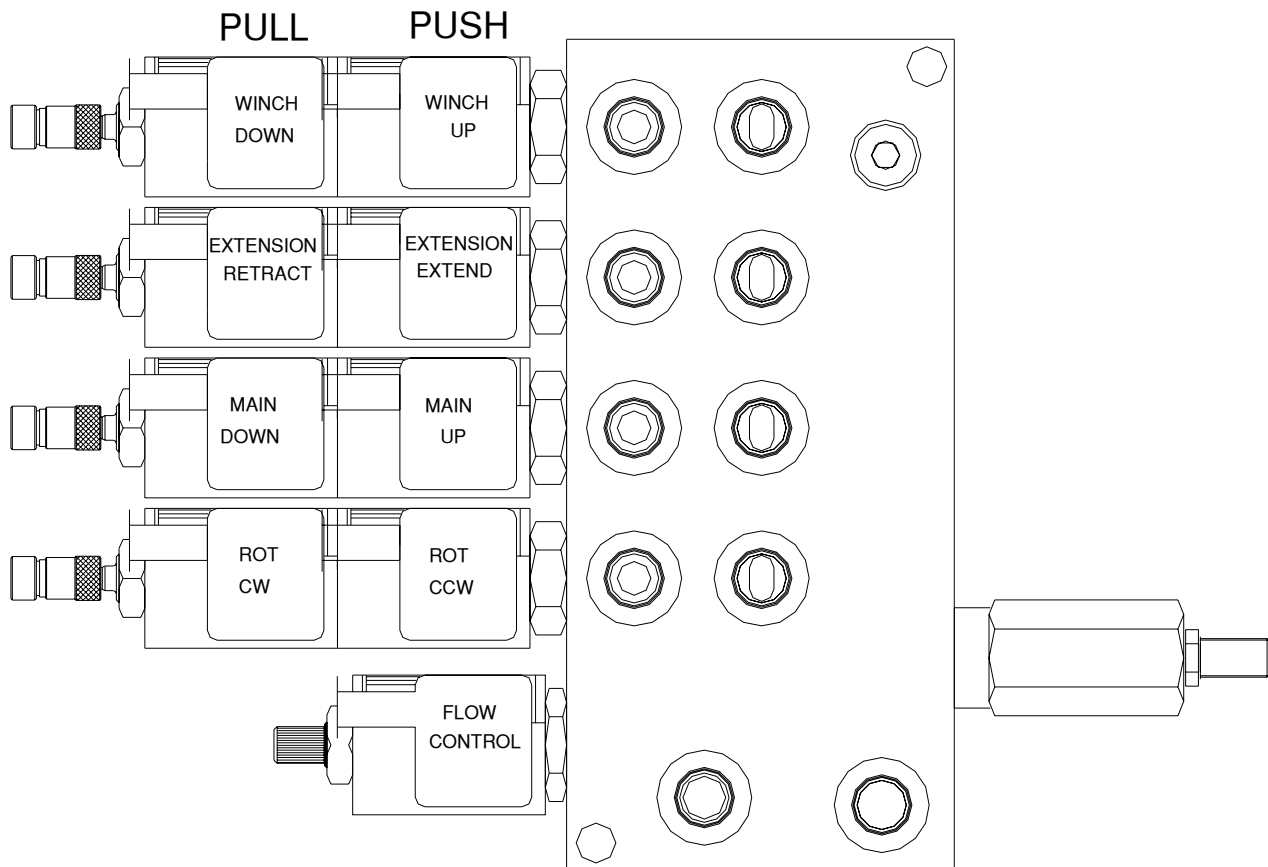 PULL PUSH
WINCH
DOWN
WINCH
UP
EXTENSION
RETRACT
EXTENSION
EXTEND
MAIN
DOWN
MAIN
UP
ROT
CW
ROT
CCW
FLOW
CONTROL